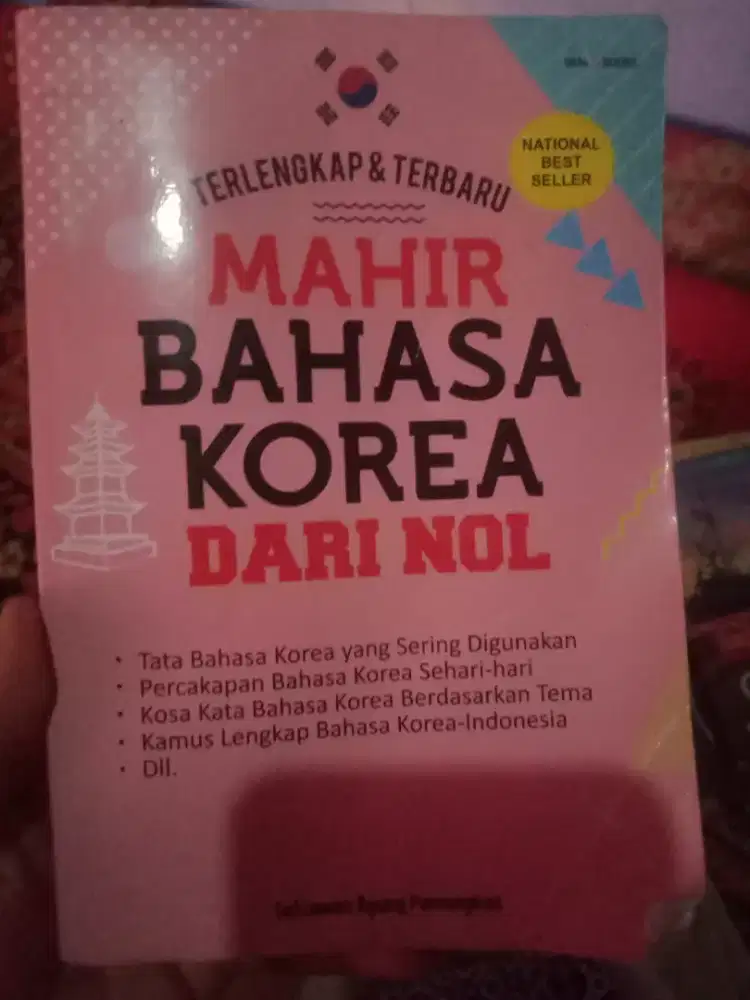 NATIONAL
BEST
SELLER
TERLENGKAP & TERBARU
MAHIR
BAHASA
KOREA
DARI NOL
· Tata Bahasa Korea yang Sering Digunakan
· Percakapan Bahasa Korea Sehari-hari
· Kosa Kata Bahasa Korea Berdasarkan Tema
· Kamus Lengkap Bahasa Korea-Indonesia
· Dll.